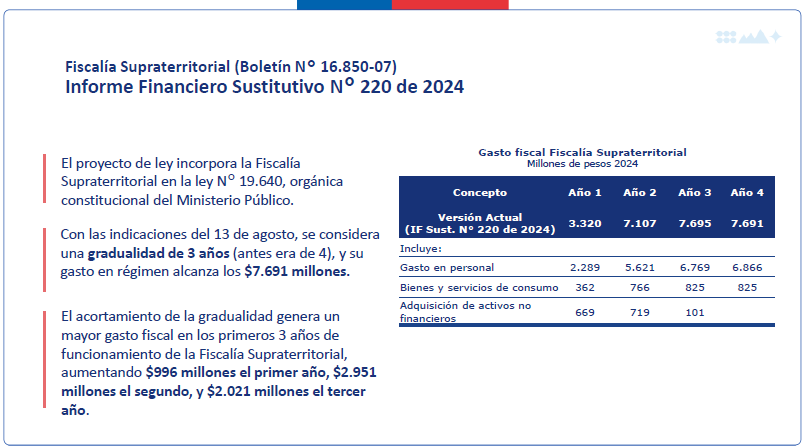 Fiscalía Supraterritorial (Boletín N° 16.850-07)
Informe Financiero Sustitutivo N° 220 de 2024
El proyecto de ley incorpora la Fiscalía
Supraterritorial en la ley N° 19.640, orgánica
constitucional del Ministerio Público.
Con las indicaciones del 13 de agosto, se considera
una gradualidad de 3 años (antes era de 4), y su
gasto en régimen alcanza los $7.691 millones.
El acortamiento de la gradualidad genera un
mayor gasto fiscal en los primeros 3 años de
funcionamiento de la Fiscalía Supraterritorial,
aumentando $996 millones el primer año, $2.951
millones el segundo, y $2.021 millones el tercer
año.
Gasto fiscal Fiscalía Supraterritorial
Millones de pesos 2024
Concepto Año 1 Año 2 Año 3 Año 4
Versión Actual
(IF Sust. N° 220 de 2024) 3.320 7.107 7.695 7.691
Incluye:
Gasto en personal 2.289 5.621 6.769 6.866
Bienes y servicios de consumo 362 766 825 825
Adquisición de activos no
financieros 669 719 101